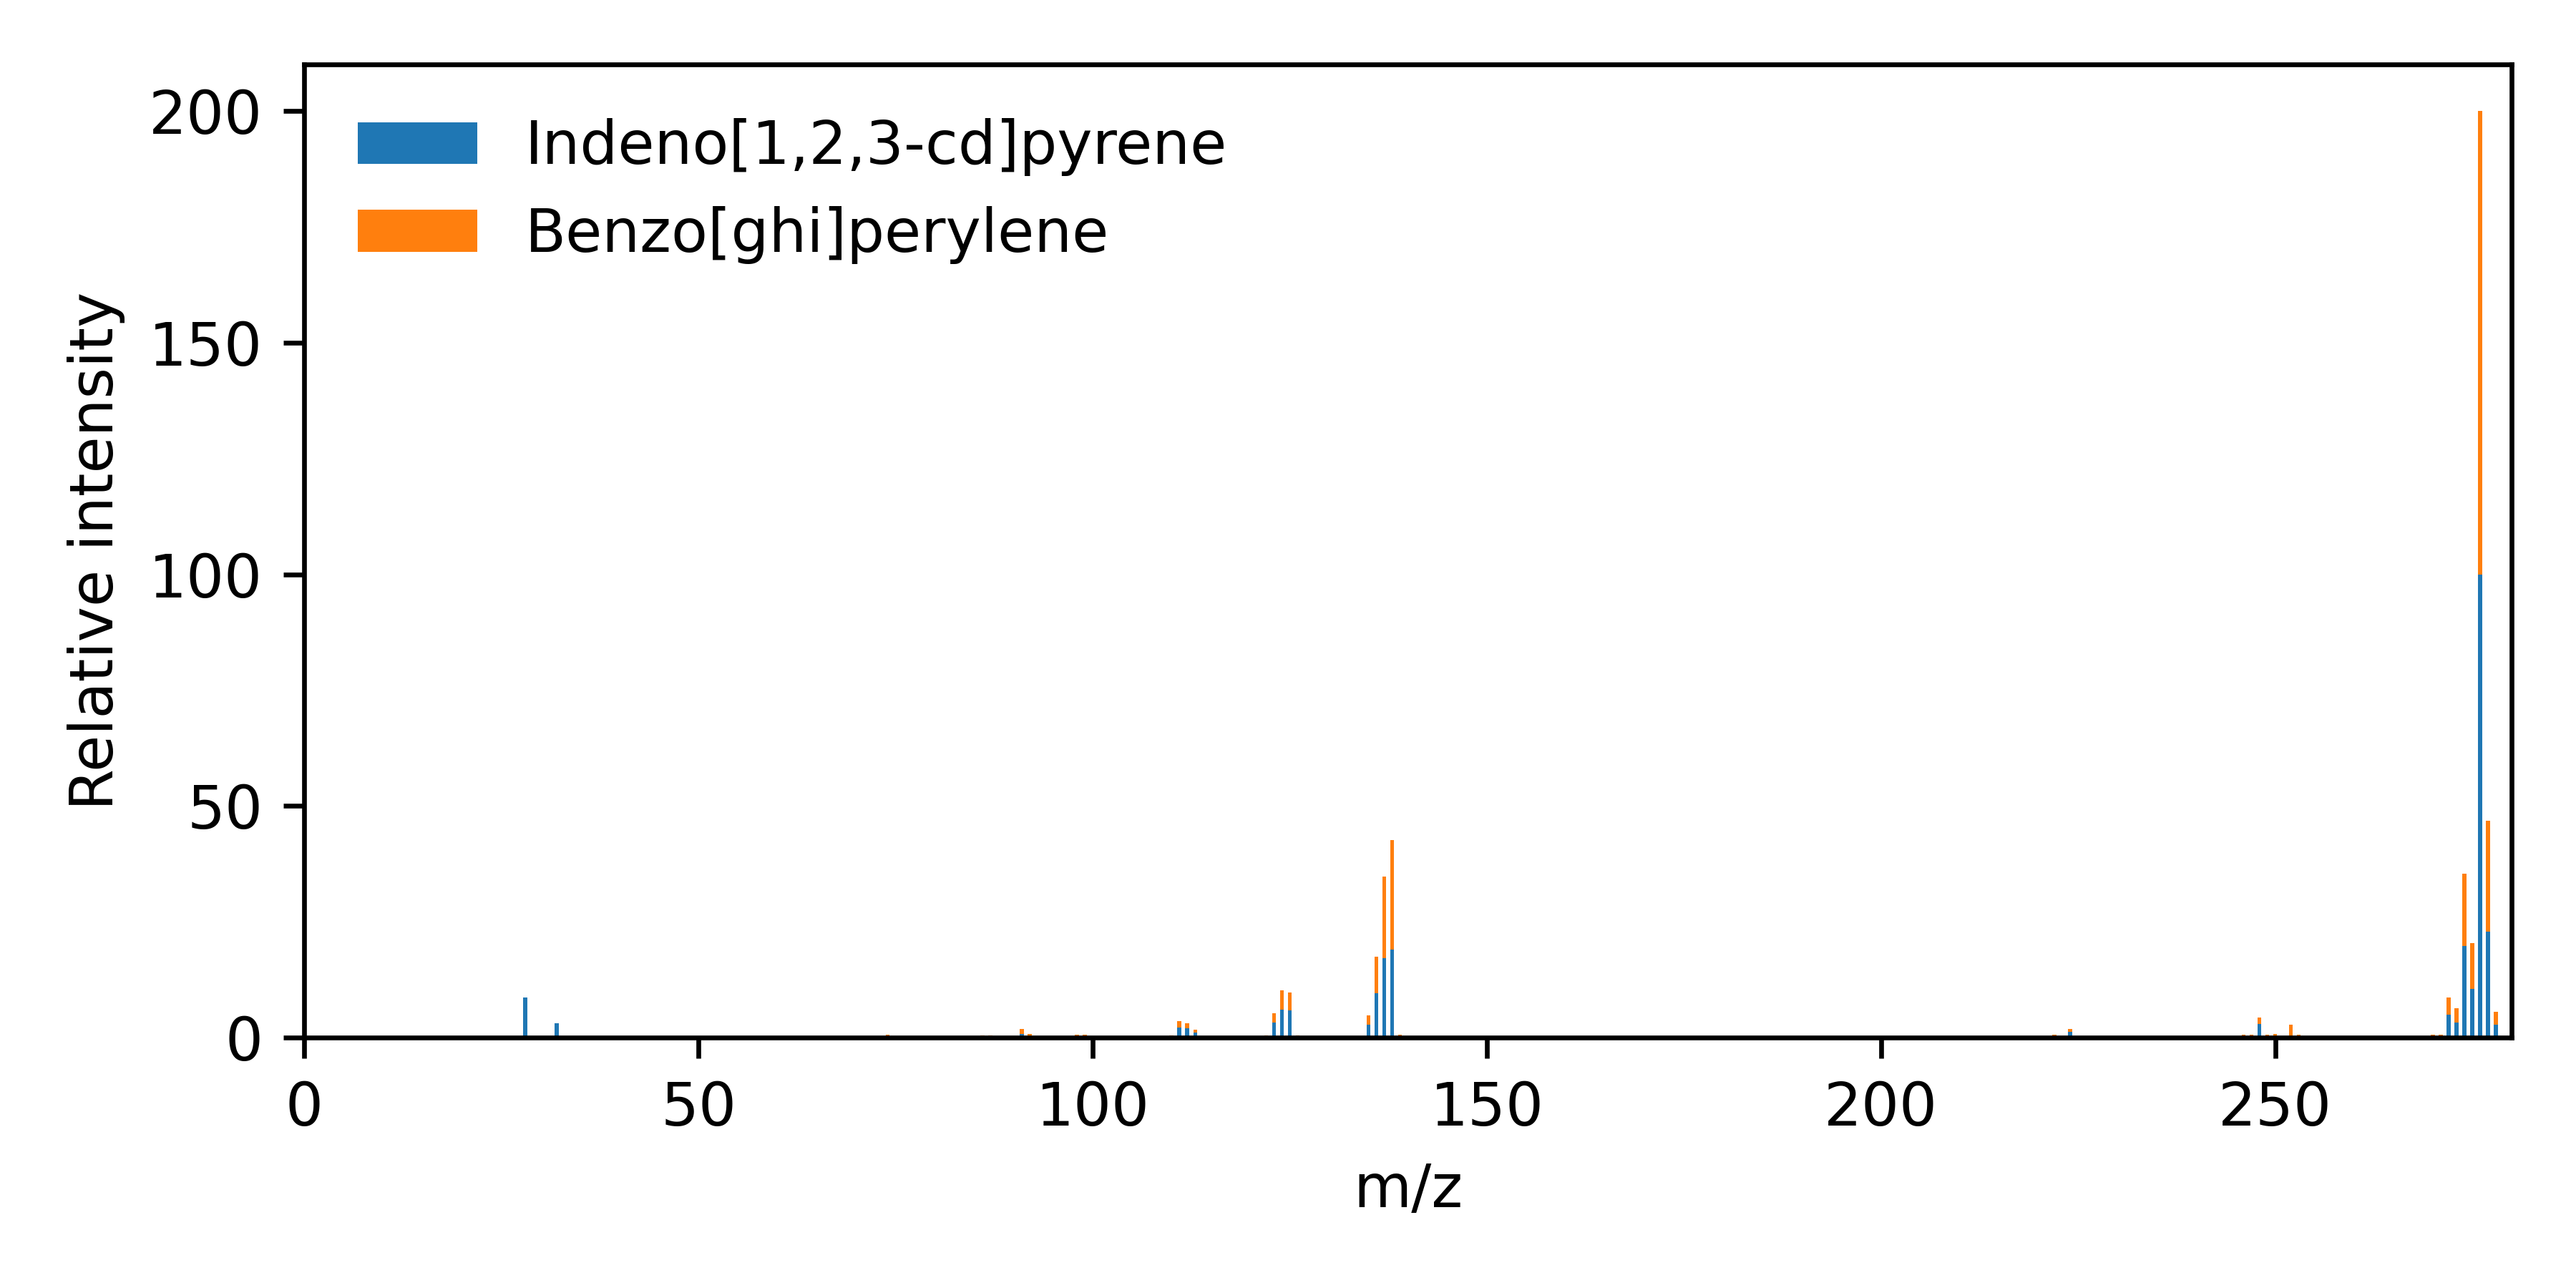 200
150
100
50
0
Relative intensity
Indeno[1,2,3-cd]pyrene
Benzo[ghi]perylene
0 50 100 150 200 250
m/z